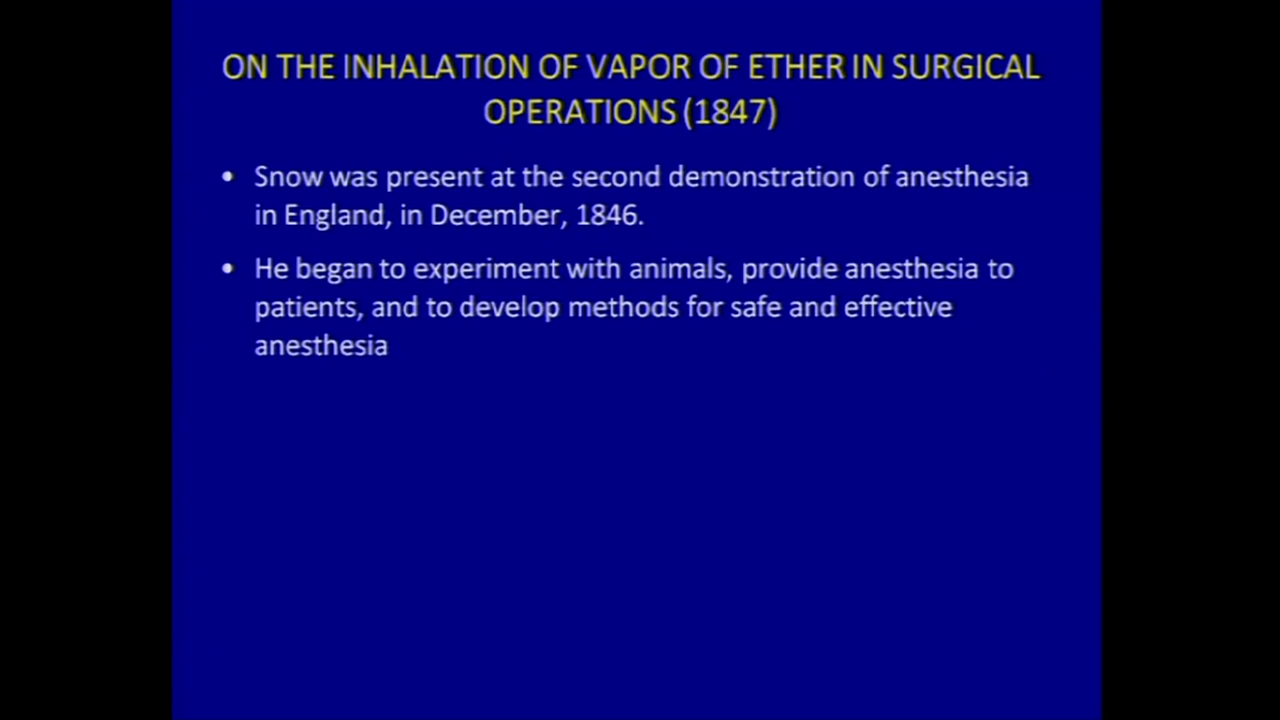 ON THE INHALATION OF VAPOR OF ETHER IN SURGICAL
OPERATIONS (1847)
• Snow was present at the second demonstration of anesthesia
in England, in December, 1846.
• He began to experiment with animals, provide anesthesia to
patients, and to develop methods for safe and effective
anesthesia